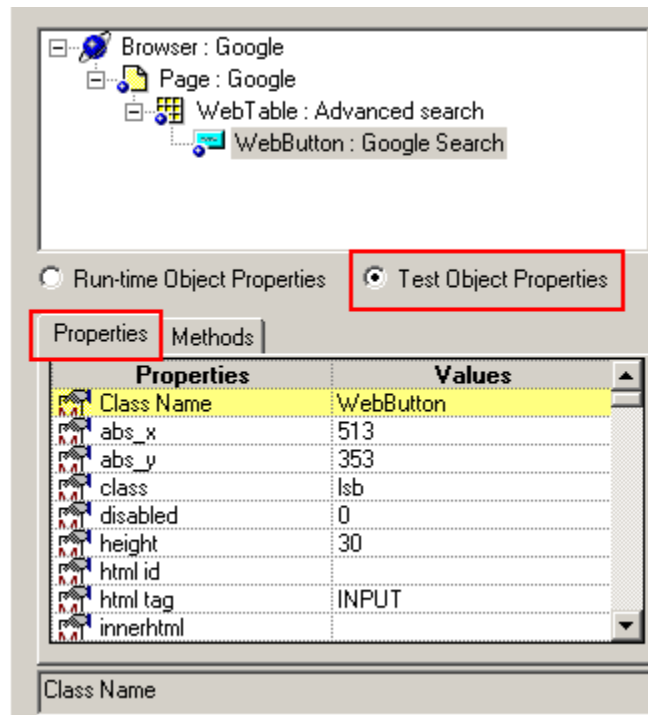 Browser : Google
Page : Google
WebTable : Advanced search
WebButton : Google Search
Run-time Object Properties Test Object Properties
Properties Methods
Properties Values
Class Name WebButton
abs_x 513
abs_y 353
class lsb
disabled 0
height 30
html id
html tag INPUT
innerhtml
Class Name